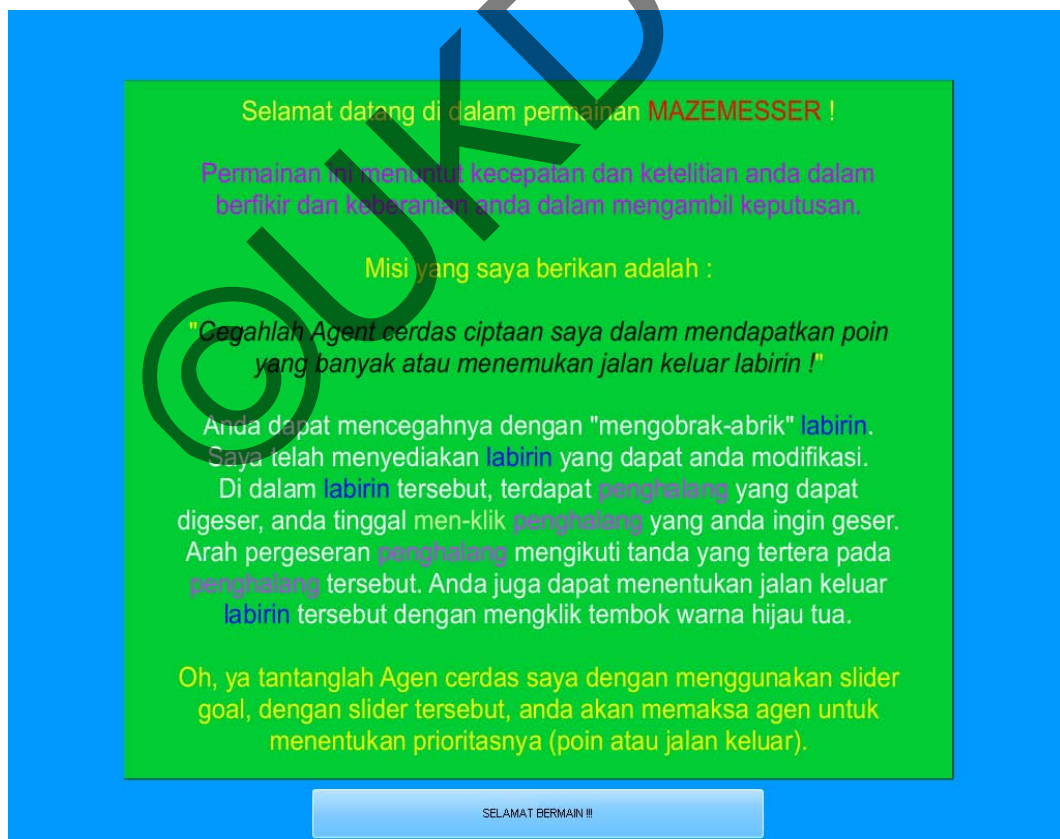 Selamat datang di dalam permainan MAZEMESSER !
Permainan ini menuntut kecepatan dan ketelitian anda dalam
berfikir dan keberanian anda dalam mengambil keputusan.
Misi yang saya berikan adalah :
"Cegahlah Agent cerdas ciptaan saya dalam mendapatkan poin
yang banyak atau menemukan jalan keluar labirin !"
Anda dapat mencegahnya dengan "mengobrak-abrik" labirin.
Saya telah menyediakan labirin yang dapat anda modifikasi.
Di dalam labirin tersebut, terdapat penghalang yang dapat
digeser, anda tinggal men-klik penghalang yang anda ingin geser.
Arah pergeseran penghalang mengikuti tanda yang tertera pada
penghalang tersebut. Anda juga dapat menentukan jalan keluar
labirin tersebut dengan mengklik tembok warna hijau tua.
Oh, ya tantanglah Agen cerdas saya dengan menggunakan slider
goal, dengan slider tersebut, anda akan memaksa agen untuk
menentukan prioritasnya (poin atau jalan keluar).
SELAMAT BERMAIN !!!
©UKD